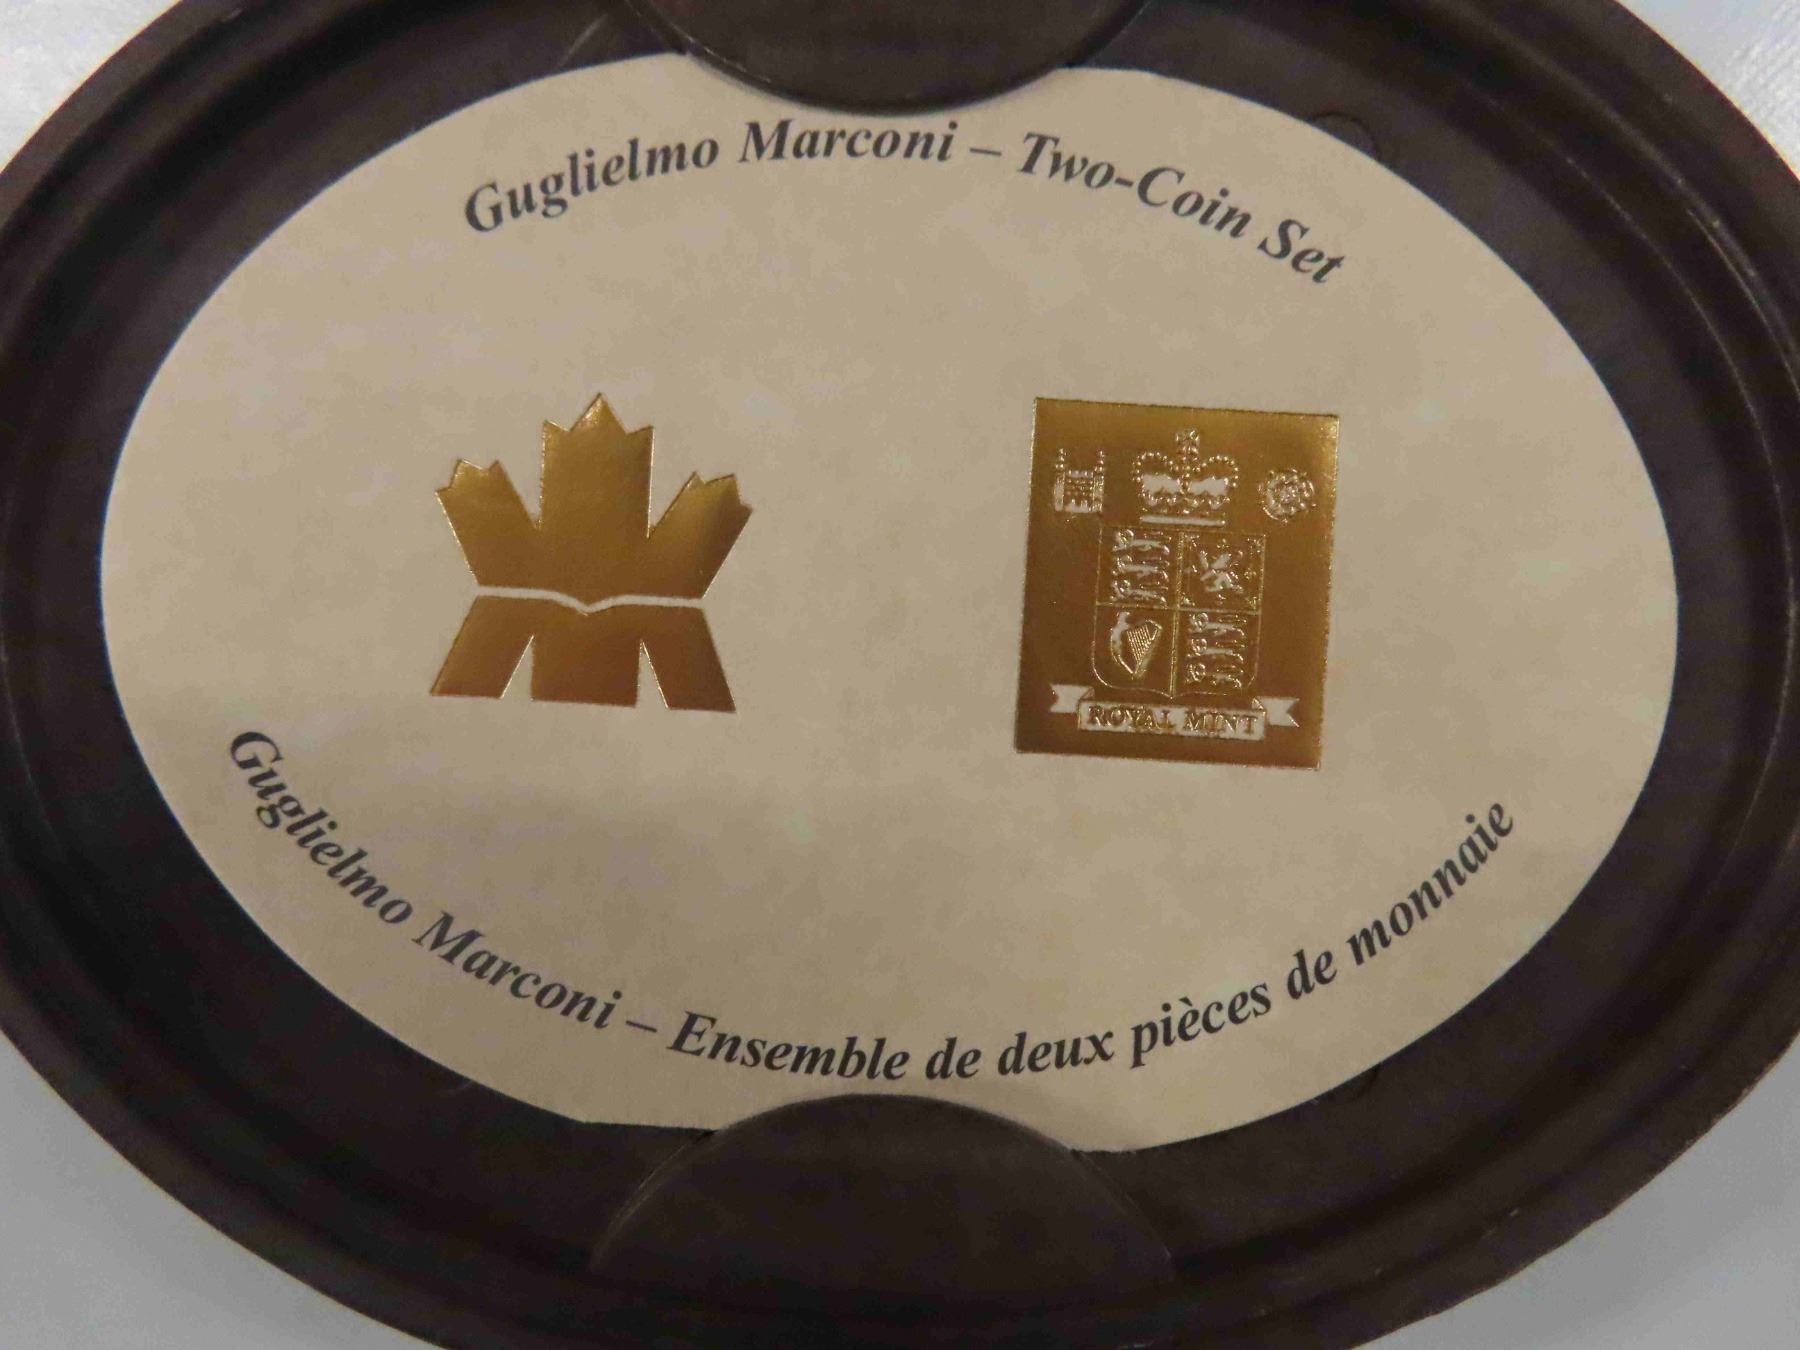 Guglielmo Marconi – Two-Coin Set
ROYAL MINT
Guglielmo Marconi – Ensemble de deux pièces de monnaie